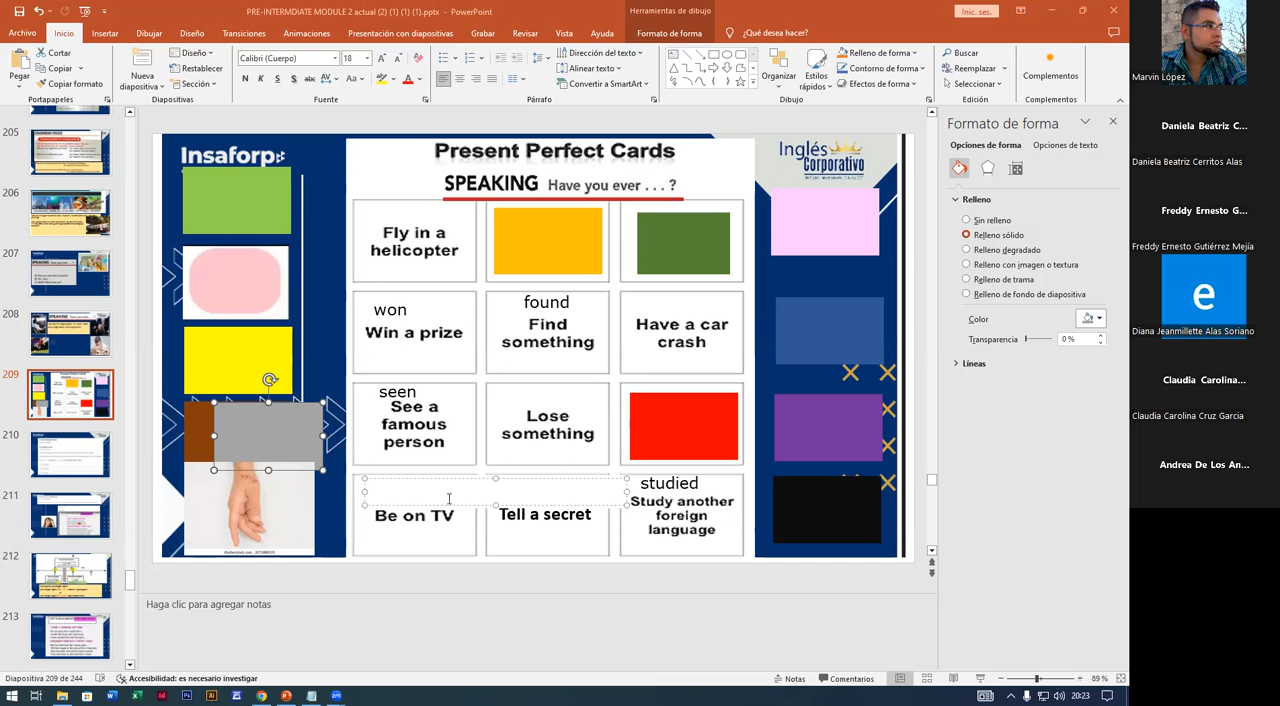 PRE-INTERMDIATE MODULE 2 actual (2) (1) (1) (1).pptx - PowerPoint
Herramientas de dibujo
Inic. ses.
Archivo
Inicio
Insertar
Dibujar
Diseño
Transiciones
Animaciones
Presentación con diapositivas
Grabar
Revisar
Vista
Ayuda
Formato de forma
¿Qué desea hacer?
Pegar
Cortar
Copiar
Copiar formato
Portapapeles
Nueva
diapositiva
Diseño
Restablecer
Sección
Diapositivas
Calibri (Cuerpo)
18
Fuente
Párrafo
Dirección del texto
Alinear texto
Convertir a SmartArt
Organizar
Estilos
rápidos
Dibujo
Relleno de forma
Contorno de forma
Efectos de forma
Buscar
Reemplazar
Seleccionar
Edición
Complementos
Complementos
205
206
207
208
209
210
211
212
213
Insaforp
Present Perfect Cards
SPEAKING Have you ever . . . ?
Inglés
Corporativo
Fly in a
helicopter
won
Win a prize
found
Find
something
Have a car
crash
seen
See a
famous
person
Lose
something
Be on TV
Tell a secret
studied
Study another
foreign
language
Formato de forma
Opciones de forma
Opciones de texto
Relleno
Sin relleno
Relleno sólido
Relleno degradado
Relleno con imagen o textura
Relleno de trama
Relleno de fondo de diapositiva
Color
Transparencia
0 %
Líneas
Haga clic para agregar notas
Diapositiva 209 de 244
Accesibilidad: es necesario investigar
Notas
Comentarios
89 %
20:23
Marvin López
Daniela Beatriz C...
Daniela Beatriz Cerritos Alas
Freddy Ernesto G...
Freddy Ernesto Gutiérrez Mejía
e
Diana Jeanmillette Alas Soriano
Claudia Carolina...
Claudia Carolina Cruz Garcia
Andrea De Los An...